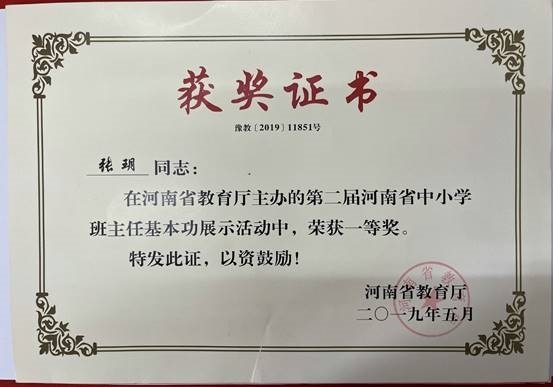 获奖证书
豫教〔2019〕11851号
张玥 同志：
在河南省教育厅主办的第二届河南省中小学
班主任基本功展示活动中，荣获一等奖。
特发此证，以资鼓励！
河南省教育厅
二〇一九年五月